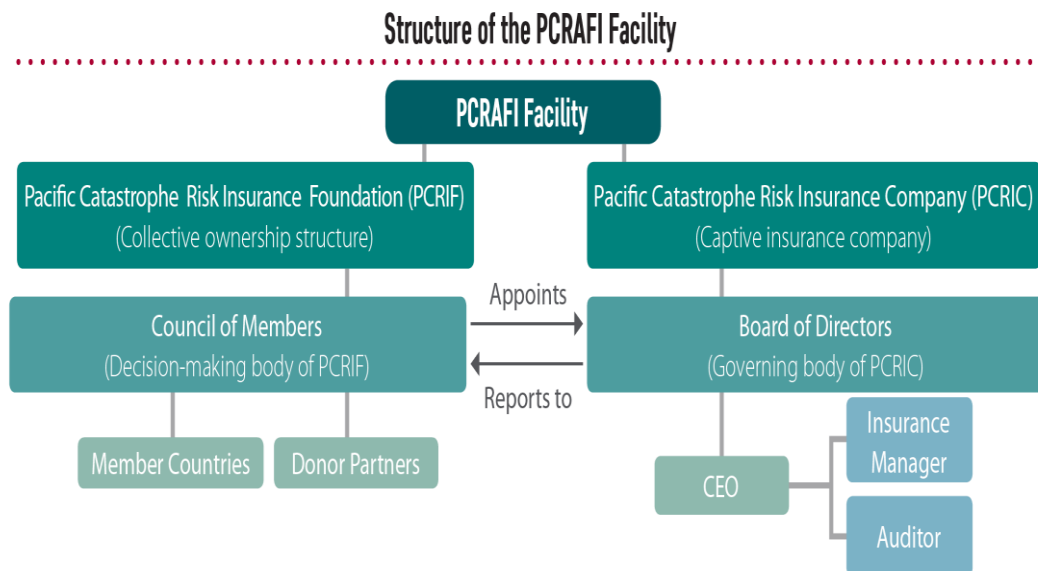 Structure of the PCRAFI Facility
PCRAFI Facility
Pacific Catastrophe Risk Insurance Foundation (PCRIF)
(Collective ownership structure)
Pacific Catastrophe Risk Insurance Company (PCRIC)
(Captive insurance company)
Council of Members
(Decision-making body of PCRIF)
Appoints
Reports to
Board of Directors
(Governing body of PCRIC)
Member Countries
Donor Partners
CEO
Insurance
Manager
Auditor